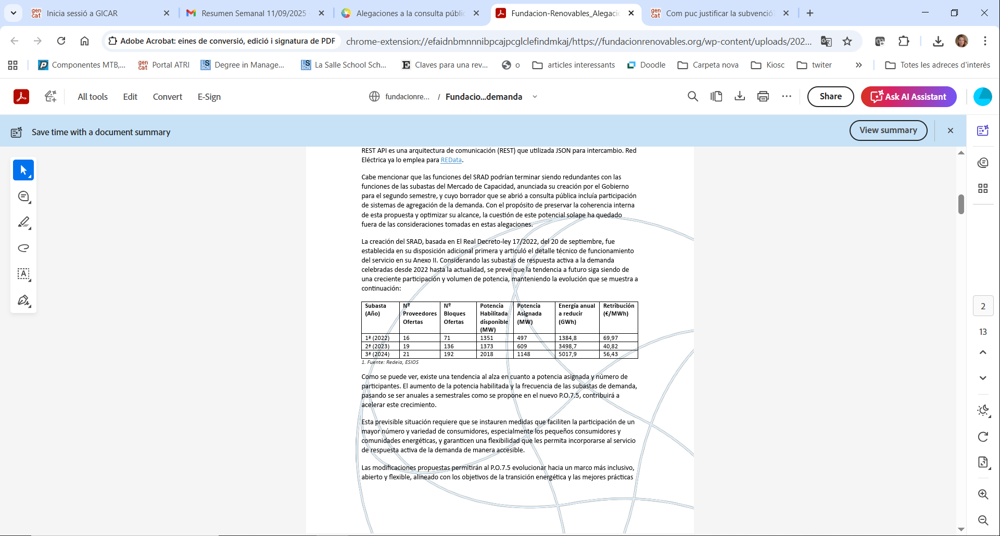 gen cat
Inicia sessió a GICAR
Resumen Semanal 11/09/2025
Alegaciones a la consulta públic
Fundacion-Renovables_Alegacio
gen cat
Com puc justificar la subvenció
Adobe Acrobat: eines de conversió, edició i signatura de PDF
chrome-extension://efaidnbmnnnibpcajpcglclefindmkaj/https://fundacionrenovables.org/wp-content/uploads/202...
Componentes MTB,...
gen cat
Portal ATRI
LS BCN
Degree in Manage...
LS BCN
La Salle School Sch...
E
Claves para una rev...
o
articles interessants
Doodle
Carpeta nova
Kiosc
twiter
»
Totes les adreces d'interès
All tools
Edit
Convert
E-Sign
fundacionre...
/
Fundacio...demanda
Share
Ask AI Assistant
Save time with a document summary
View summary
REST API es una arquitectura de comunicación (REST) que utilizada JSON para intercambio. Red
Eléctrica ya lo emplea para REData.
Cabe mencionar que las funciones del SRAD podrían terminar siendo redundantes con las
funciones de las subastas del Mercado de Capacidad, anunciada su creación por el Gobierno
para el segundo semestre, y cuyo borrador que se abrió a consulta pública incluía participación
de sistemas de agregación de la demanda. Con el propósito de preservar la coherencia interna
de esta propuesta y optimizar su alcance, la cuestión de este potencial solape ha quedado
fuera de las consideraciones tomadas en estas alegaciones.
La creación del SRAD, basada en El Real Decreto-ley 17/2022, del 20 de septiembre, fue
establecida en su disposición adicional primera y articuló el detalle técnico de funcionamiento
del servicio en su Anexo II. Considerando las subastas de respuesta activa a la demanda
celebradas desde 2022 hasta la actualidad, se prevé que la tendencia a futuro siga siendo de
una creciente participación y volumen de potencia, manteniendo la evolución que se muestra a
continuación:
Subasta (Año) Nº Proveedores Ofertas Nº Bloques Ofertas Potencia Habilitada disponible (MW) Potencia Asignada (MW) Energía anual a reducir (GWh) Retribución (€/MWh)
1ª (2022) 16 71 1351 497 1384,8 69,97
2ª (2023) 19 136 1373 609 3498,7 40,82
3ª (2024) 21 192 2018 1148 5017,9 56,43
1. Fuente: Redeia, ESIOS
Como se puede ver, existe una tendencia al alza en cuanto a potencia asignada y número de
participantes. El aumento de la potencia habilitada y la frecuencia de las subastas de demanda,
pasando se ser anuales a semestrales como se propone en el nuevo P.O.7.5, contribuirá a
acelerar este crecimiento.
Esta previsible situación requiere que se instauren medidas que faciliten la participación de un
mayor número y variedad de consumidores, especialmente los pequeños consumidores y
comunidades energéticas, y garanticen una flexibilidad que les permita incorporarse al servicio
de respuesta activa de la demanda de manera accesible.
Las modificaciones propuestas permitirán al P.O.7.5 evolucionar hacia un marco más inclusivo,
abierto y flexible, alineado con los objetivos de la transición energética y las mejores prácticas
2
13